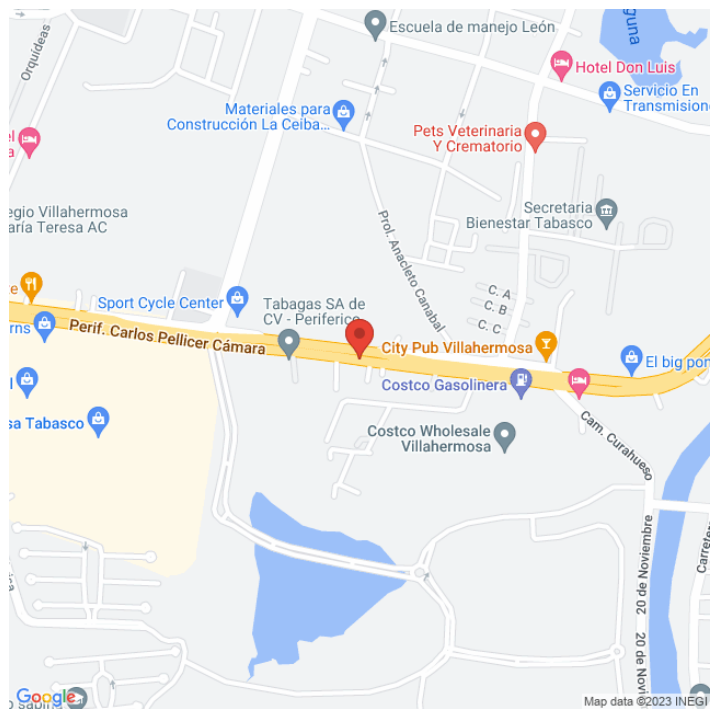 Orquídeas
Escuela de manejo León
guna
Hotel Don Luis
Servicio En
Transmisione
Materiales para
Construcción La Ceiba...
Pets Veterinaria
Y Crematorio
egio Villahermosa
aría Teresa AC
Secretaria
Bienestar Tabasco
Prol. Anacleto Canabal
C. A
C. B
C. C
Sport Cycle Center
Tabagas SA de
CV - Periferico
Perif. Carlos Pellicer Cámara
rns
City Pub Villahermosa
El big pon
Costco Gasolinera
sa Tabasco
Costco Wholesale
Villahermosa
Cam. Curahueso
20 de Noviembre
20 de Novie
Carretera
Google
Map data ©2023 INEGI